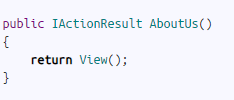 public IActionResult AboutUs()
{
    return View();
}